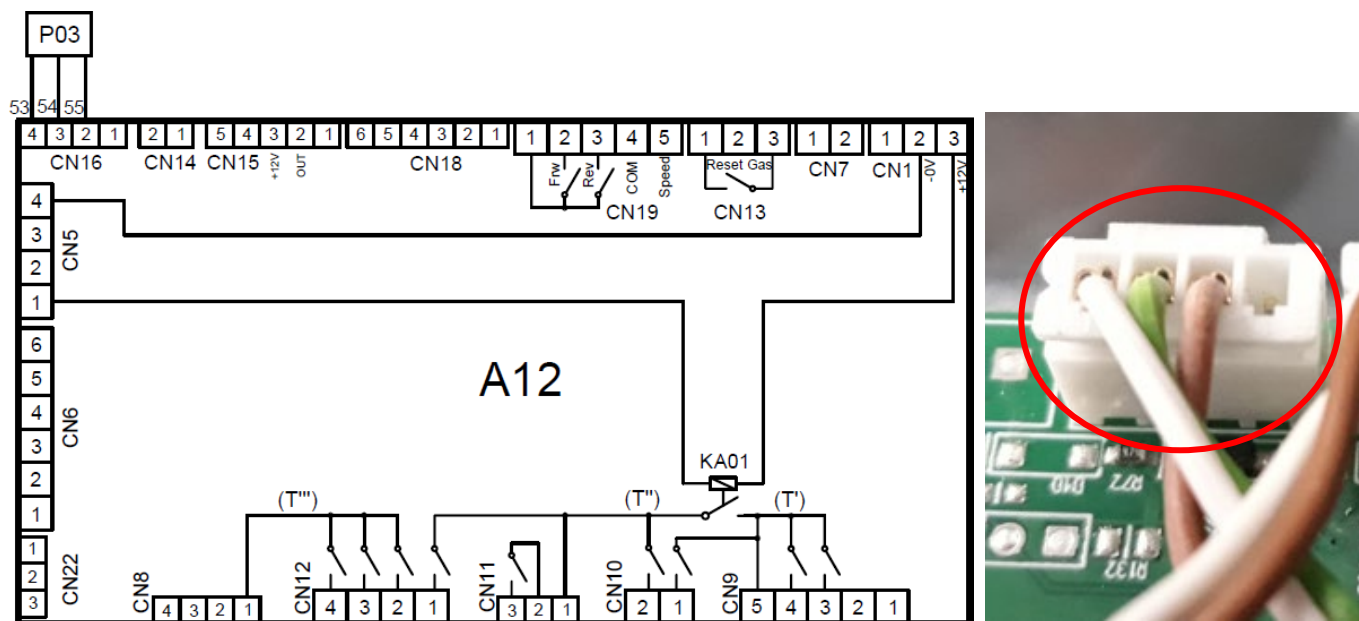 P03
53 54 55
4 3 2 1 2 1 5 4 3 2 1 6 5 4 3 2 1 1 2 3 4 5 1 2 3 1 2 1 2 3
CN16 CN14 CN15 +12V OUT CN18 Frw Rev COM Speed Reset Gas CN7 CN1 -0V +12V
CN19 CN13
4
3
2
1
CN5
A12
6
5
4
3
2
1
CN6
KA01
(T''') (T'') (T')
1
2
3
CN22
CN8 CN12 CN11 CN10 CN9
4 3 2 1 4 3 2 1 3 2 1 2 1 5 4 3 2 1
D10 R72
R132